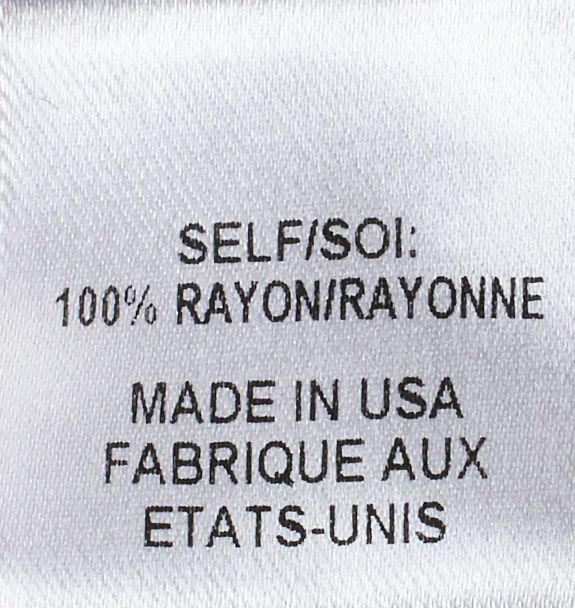 SELF/SOI:
100% RAYON/RAYONNE
MADE IN USA
FABRIQUE AUX
ETATS-UNIS